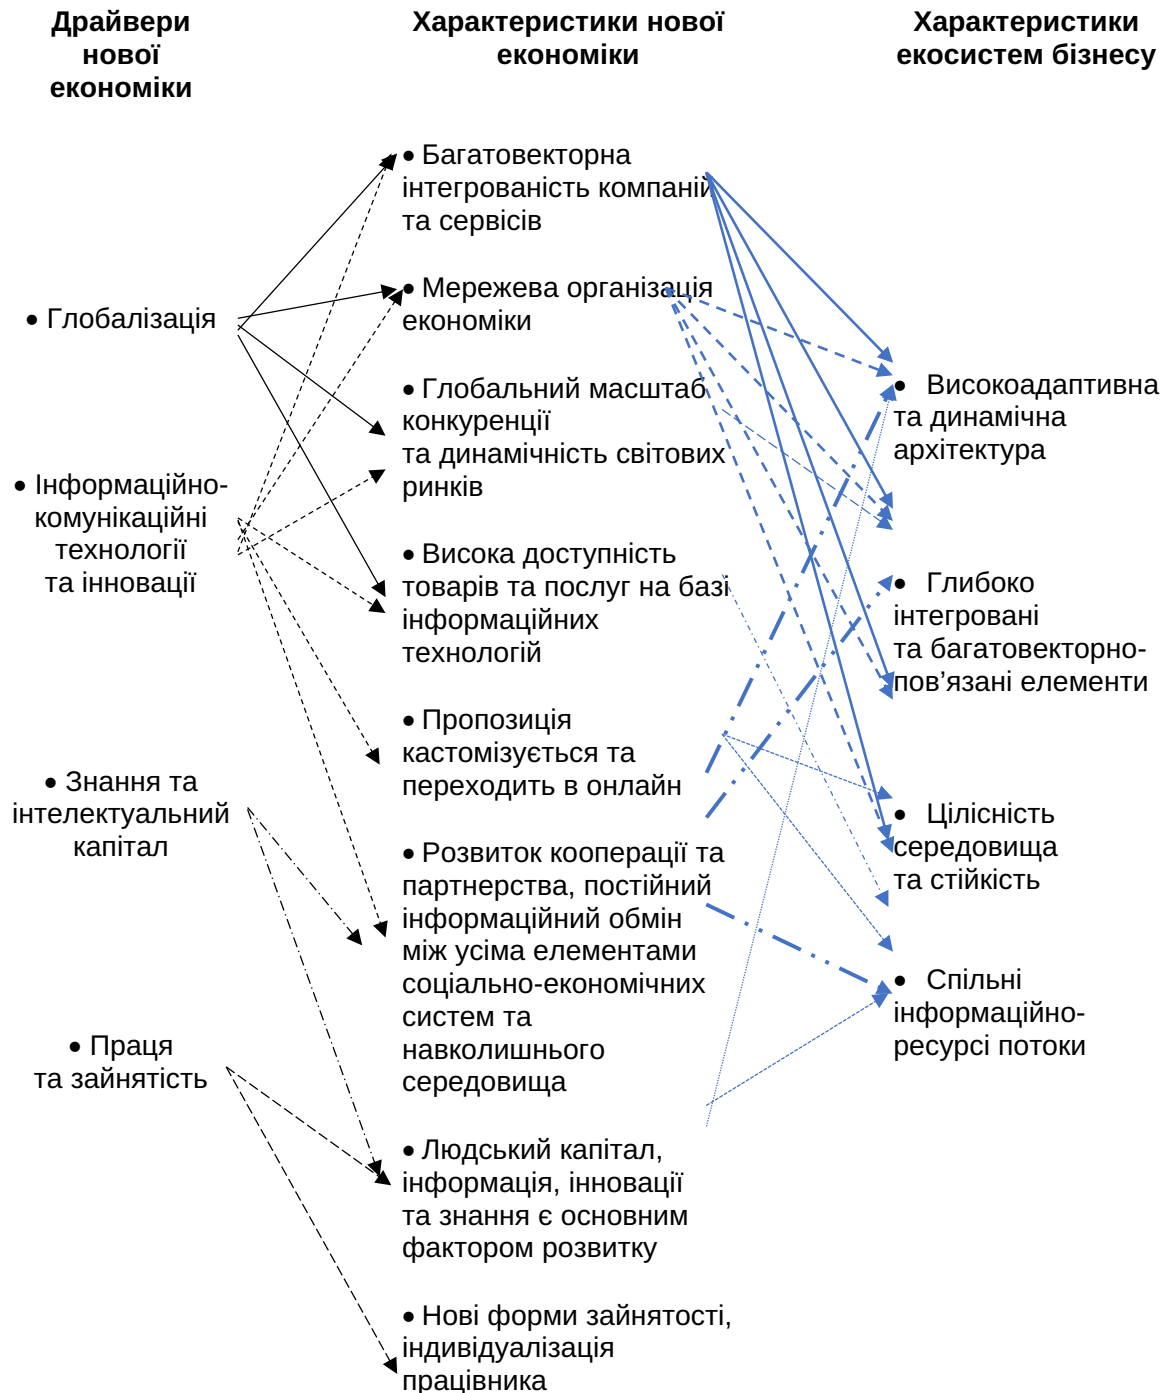 Драйвери
нової
економіки
Характеристики нової
економіки
Характеристики
екосистем бізнесу
• Глобалізація
• Інформаційно-
комунікаційні
технології
та інновації
• Знання та
інтелектуальний
капітал
• Праця
та зайнятість
• Багатовекторна
інтегрованість компаній
та сервісів
• Мережева організація
економіки
• Глобальний масштаб
конкуренції
та динамічність світових
ринків
• Висока доступність
товарів та послуг на базі
інформаційних
технологій
• Пропозиція
кастомізується та
переходить в онлайн
• Розвиток кооперації та
партнерства, постійний
інформаційний обмін
між усіма елементами
соціально-економічних
систем та
навколишнього
середовища
• Людський капітал,
інформація, інновації
та знання є основним
фактором розвитку
• Нові форми зайнятості,
індивідуалізація
працівника
• Високоадаптивна
та динамічна
архітектура
• Глибоко
інтегровані
та багатовекторно-
пов’язані елементи
• Цілісність
середовища
та стійкість
• Спільні
інформаційно-
ресурсі потоки